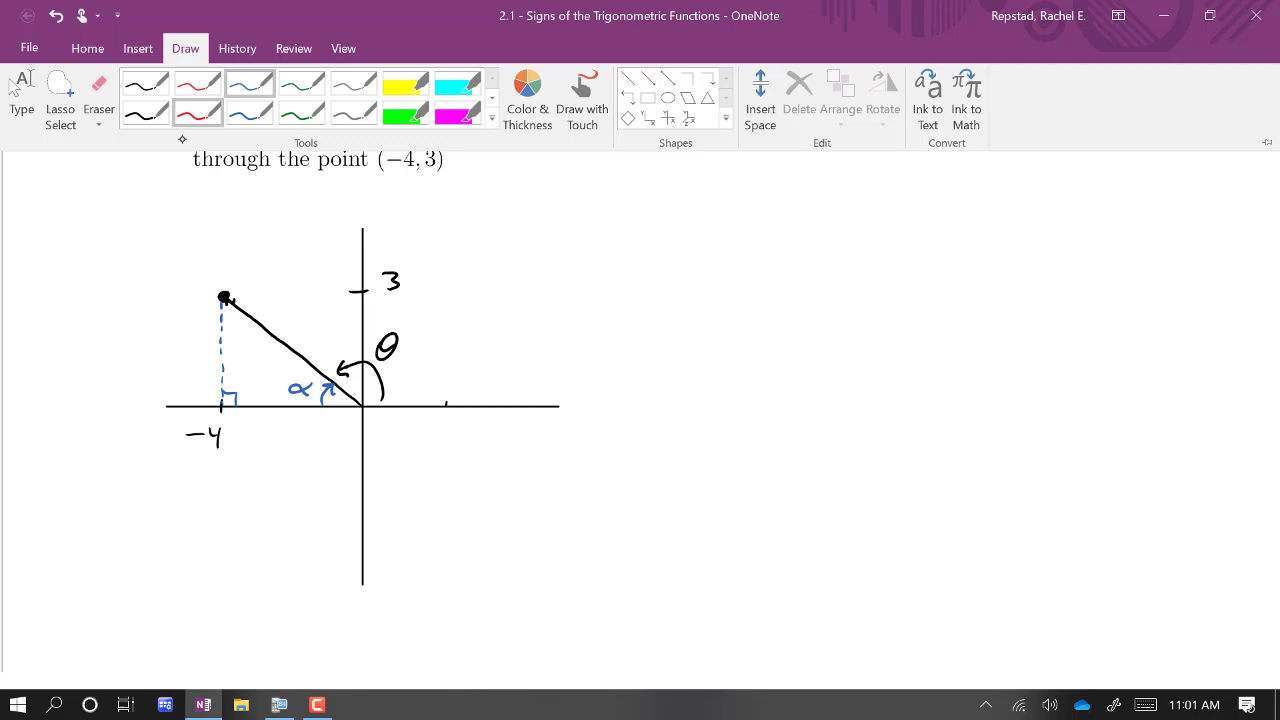 2.1 - Signs of the Trigonometric Functions - OneNote
Repstad, Rachel E.
File Home Insert Draw History Review View
Type
Lasso Select
Eraser
Color & Thickness
Draw with Touch
Insert Space
Delete
Arrange
Rotate
Ink to Text
Ink to Math
Tools
Shapes
Edit
Convert
through the point (−4, 3)
3
θ
α
−4
11:01 AM